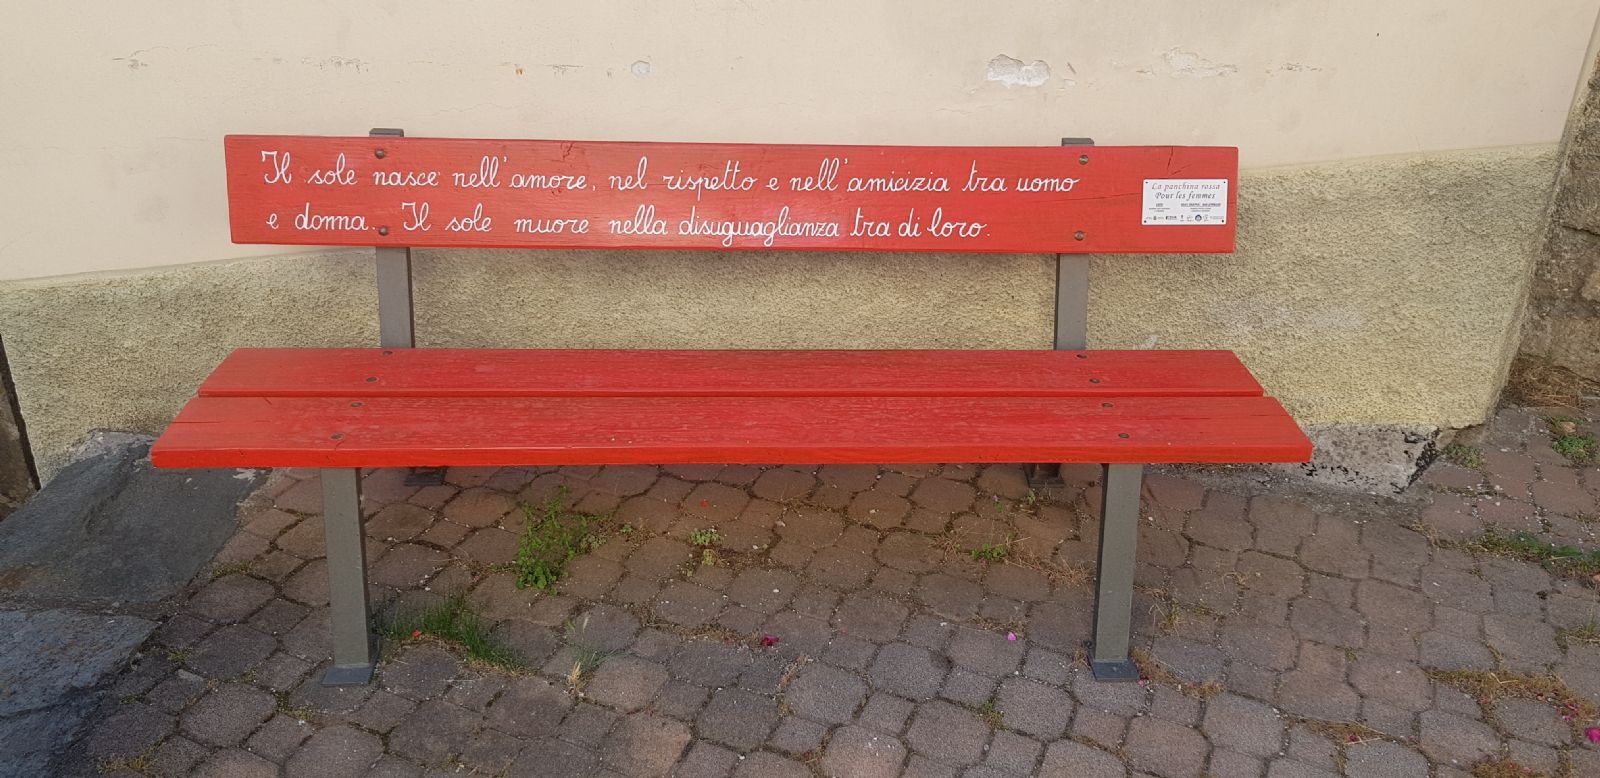 Il sole nasce nell'amore, nel rispetto e nell'amicizia tra uomo
e donna. Il sole muore nella disuguaglianza tra di loro.
La panchina rossa
Pour les femmes